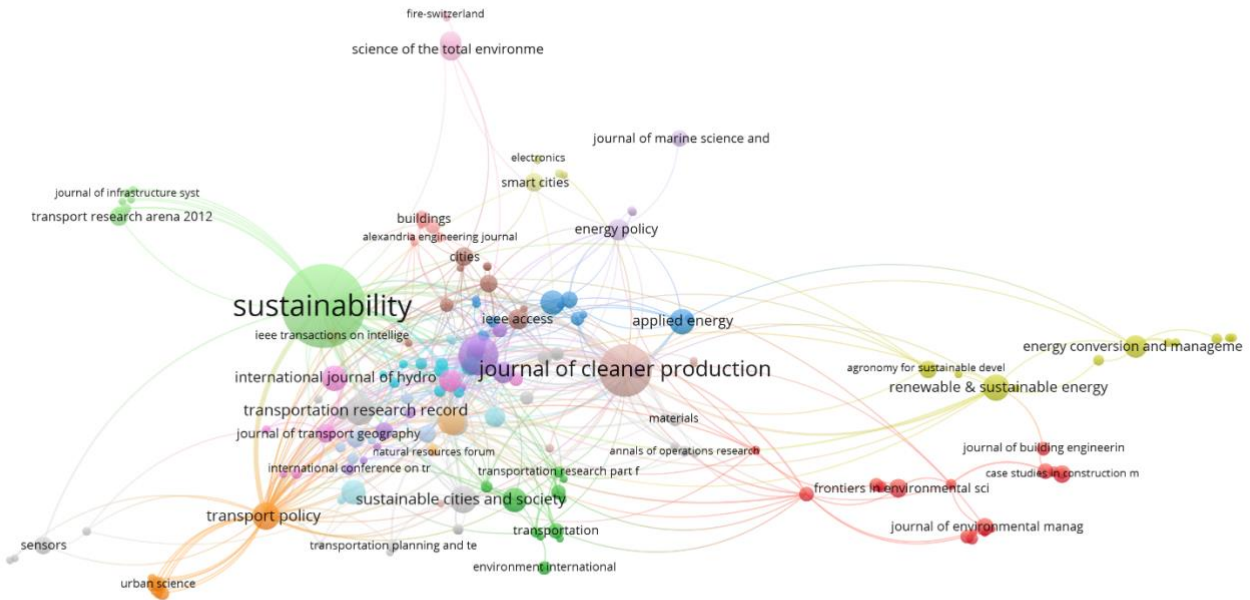 fire-switzerland
science of the total environme
journal of marine science and
electronics
smart cities
journal of infrastructure syst
transport research arena 2012
buildings
energy policy
alexandria engineering journal
cities
sustainability
ieee access
applied energy
ieee transactions on intellige
energy conversion and manageme
journal of cleaner production
agronomy for sustainable devel
international journal of hydro
renewable & sustainable energy
transportation research record
materials
journal of transport geography
natural resources forum
annals of operations research
journal of building engineerin
international conference on tr
transportation research part f
case studies in construction m
frontiers in environmental sci
sustainable cities and society
transport policy
journal of environmental manag
transportation
sensors
transportation planning and te
environment international
urban science